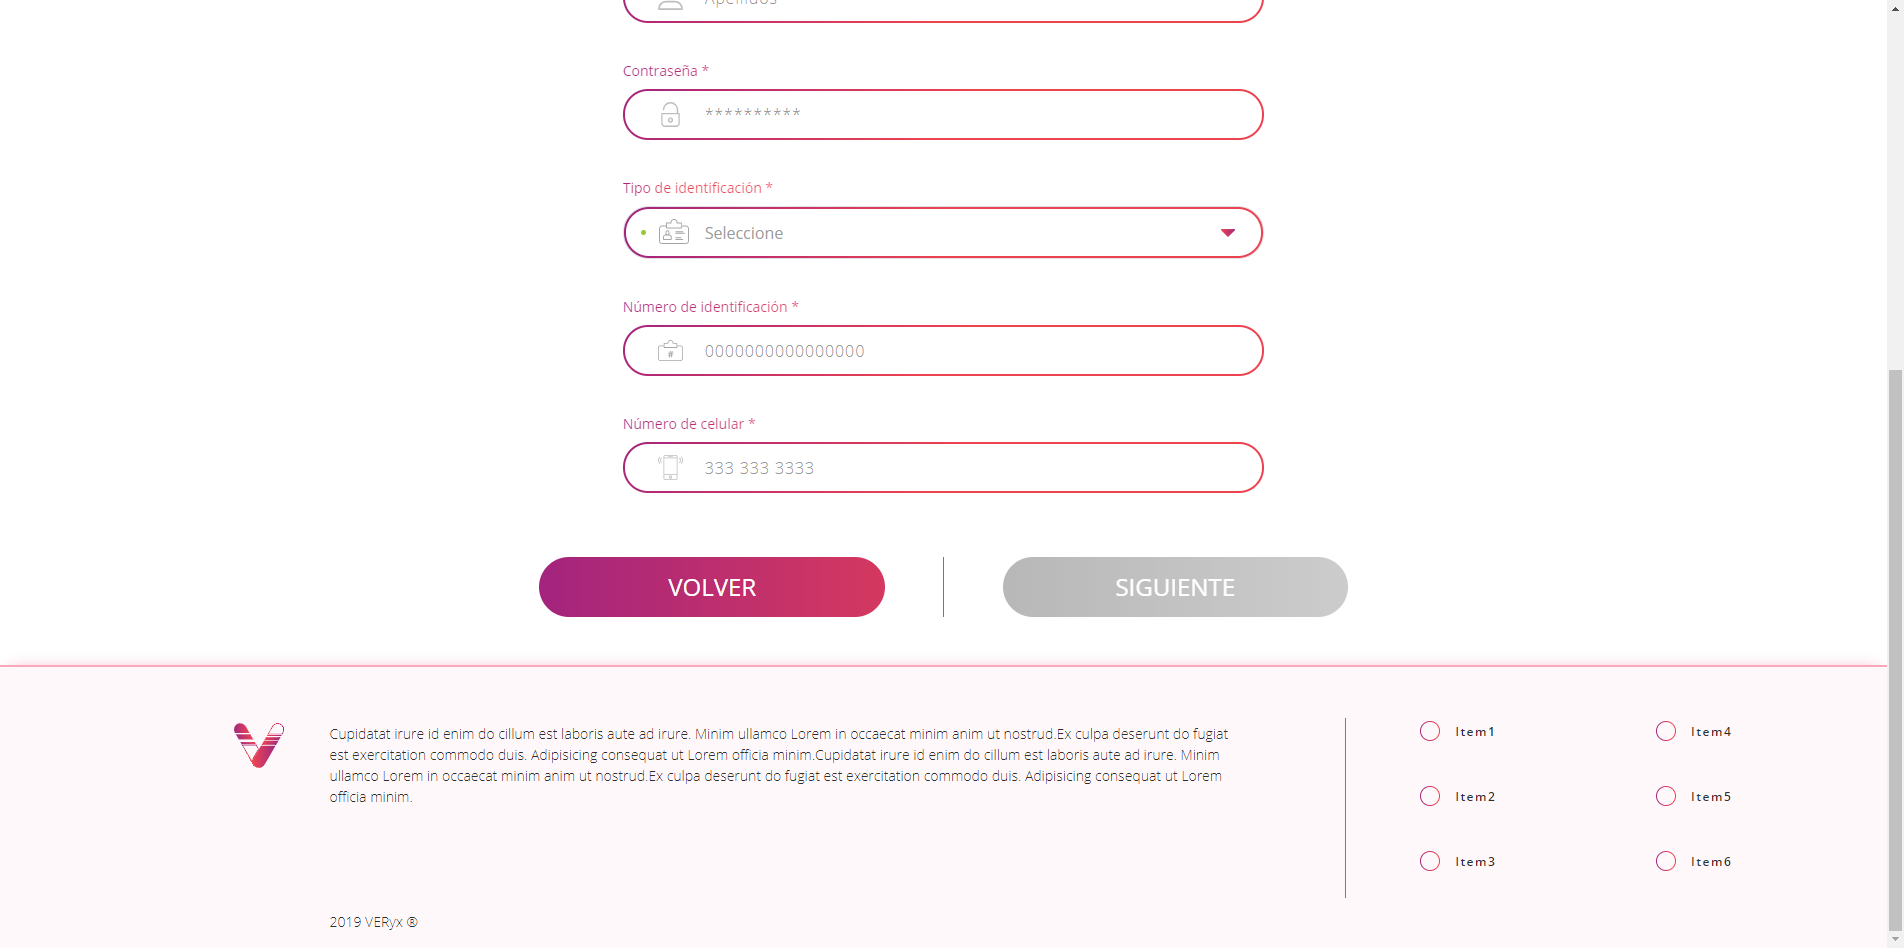 Apellidos
Contraseña *
**********
Tipo de identificación *
Seleccione
Número de identificación *
#
0000000000000000
Número de celular *
333 333 3333
VOLVER
SIGUIENTE
Cupidatat irure id enim do cillum est laboris aute ad irure. Minim ullamco Lorem in occaecat minim anim ut nostrud.Ex culpa deserunt do fugiat
est exercitation commodo duis. Adipisicing consequat ut Lorem officia minim.Cupidatat irure id enim do cillum est laboris aute ad irure. Minim
ullamco Lorem in occaecat minim anim ut nostrud.Ex culpa deserunt do fugiat est exercitation commodo duis. Adipisicing consequat ut Lorem
officia minim.
2019 VERyx ®
Item1
Item2
Item3
Item4
Item5
Item6